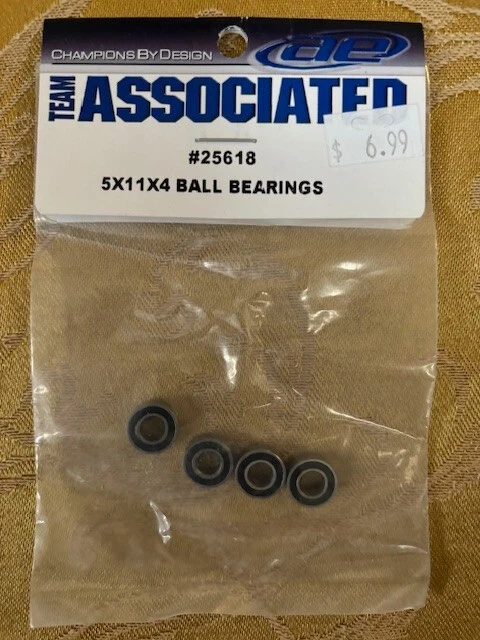 CHAMPIONS BY DESIGN
ae
TEAM
ASSOCIATED
$ 6.99
#25618
5X11X4 BALL BEARINGS